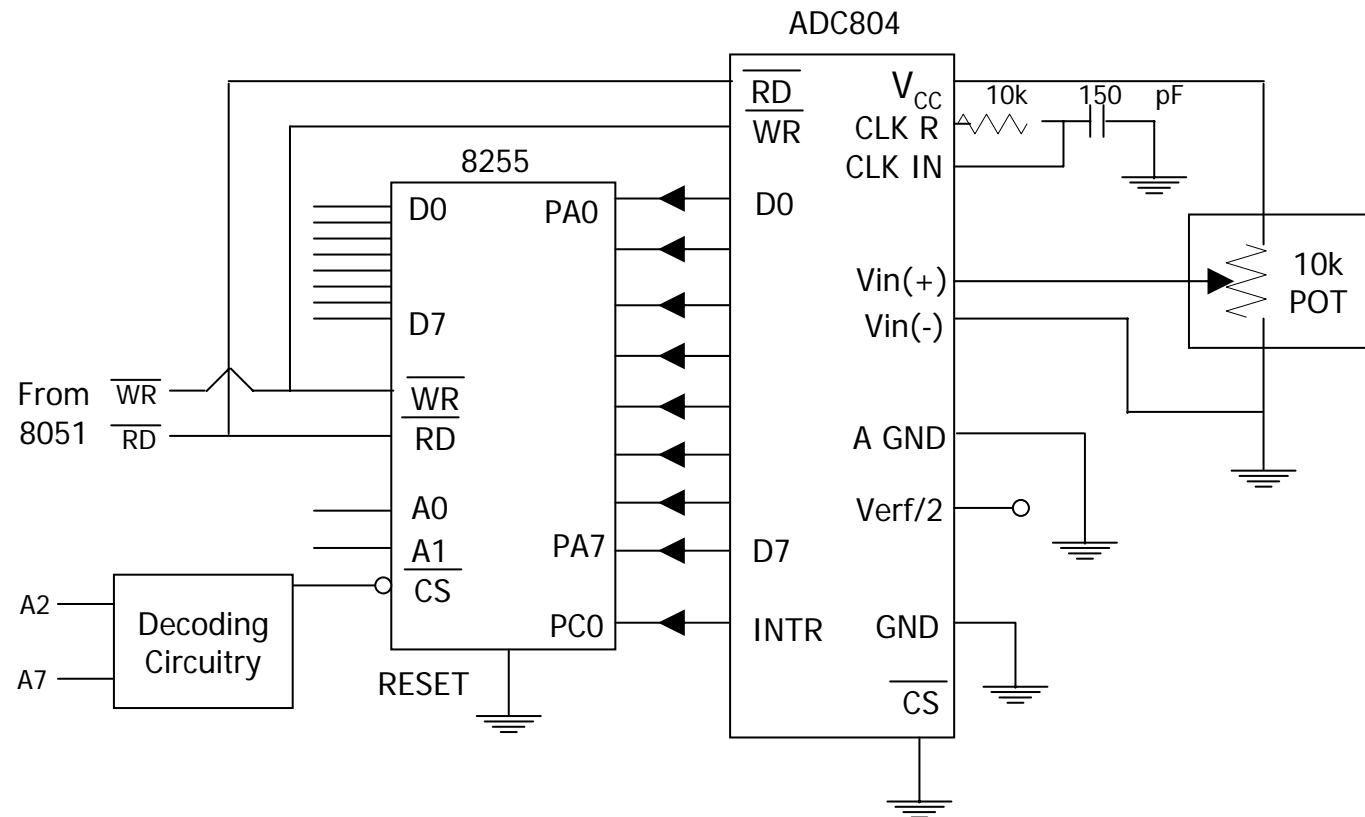 ADC804
RD
WR
VCC
10k 150 pF
CLK R
CLK IN
8255
D0
PA0
D0
D7
Vin(+)
Vin(-)
10k
POT
From WR
8051 RD
WR
RD
A GND
A0
A1
CS
Verf/2
PA7
D7
A2
A7
Decoding
Circuitry
PC0
INTR
GND
RESET
CS